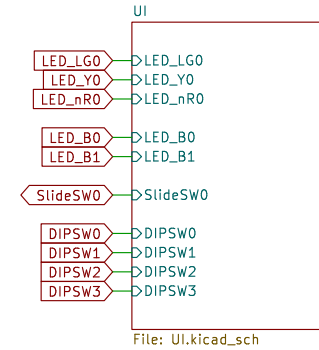 UI
LED_LG0 LED_LG0
LED_Y0 LED_Y0
LED_nR0 LED_nR0
LED_B0 LED_B0
LED_B1 LED_B1
SlideSW0 SlideSW0
DIPSW0 DIPSW0
DIPSW1 DIPSW1
DIPSW2 DIPSW2
DIPSW3 DIPSW3
File: UI.kicad_sch